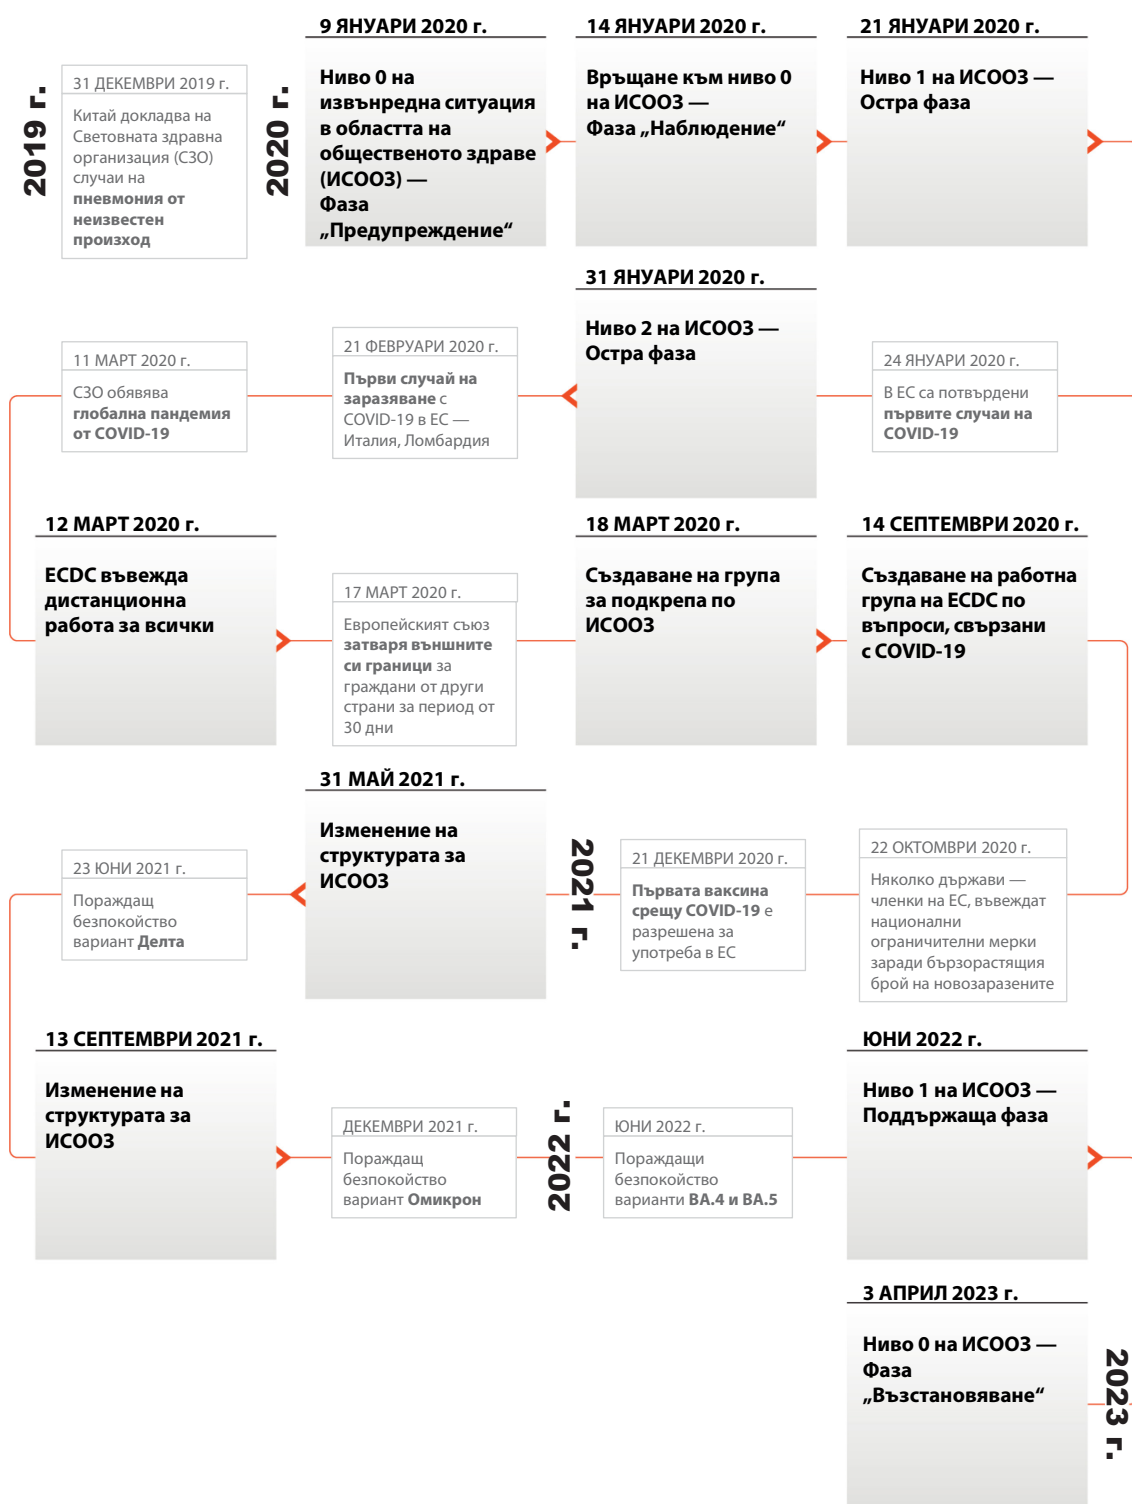 2019 г.
31 ДЕКЕМВРИ 2019 г.
Китай докладва на
Световната здравна
организация (СЗО)
случаи на
пневмония от
неизвестен
произход
2020 г.
9 ЯНУАРИ 2020 г.
Ниво 0 на
извънредна ситуация
в областта на
общественото здраве
(ИСООЗ) —
Фаза
„Предупреждение“
14 ЯНУАРИ 2020 г.
Връщане към ниво 0
на ИСООЗ —
Фаза „Наблюдение“
21 ЯНУАРИ 2020 г.
Ниво 1 на ИСООЗ —
Остра фаза
24 ЯНУАРИ 2020 г.
В ЕС са потвърдени
първите случаи на
COVID-19
31 ЯНУАРИ 2020 г.
Ниво 2 на ИСООЗ —
Остра фаза
21 ФЕВРУАРИ 2020 г.
Първи случай на
заразяване с
COVID-19 в ЕС —
Италия, Ломбардия
11 МАРТ 2020 г.
СЗО обявява
глобална пандемия
от COVID-19
12 МАРТ 2020 г.
ECDC въвежда
дистанционна
работа за всички
17 МАРТ 2020 г.
Европейският съюз
затваря външните
си граници за
граждани от други
страни за период от
30 дни
18 МАРТ 2020 г.
Създаване на група
за подкрепа по
ИСООЗ
14 СЕПТЕМВРИ 2020 г.
Създаване на работна
група на ECDC по
въпроси, свързани
с COVID-19
22 ОКТОМВРИ 2020 г.
Няколко държави —
членки на ЕС, въвеждат
национални
ограничителни мерки
заради бързорастящия
брой на новозаразените
21 ДЕКЕМВРИ 2020 г.
Първата ваксина
срещу COVID-19 е
разрешена за
употреба в ЕС
2021 г.
31 МАЙ 2021 г.
Изменение на
структурата за
ИСООЗ
23 ЮНИ 2021 г.
Пораждащ
безпокойство
вариант Делта
13 СЕПТЕМВРИ 2021 г.
Изменение на
структурата за
ИСООЗ
ДЕКЕМВРИ 2021 г.
Пораждащ
безпокойство
вариант Омикрон
2022 г.
ЮНИ 2022 г.
Пораждащи
безпокойство
варианти BA.4 и BA.5
ЮНИ 2022 г.
Ниво 1 на ИСООЗ —
Поддържаща фаза
2023 г.
3 АПРИЛ 2023 г.
Ниво 0 на ИСООЗ —
Фаза
„Възстановяване“